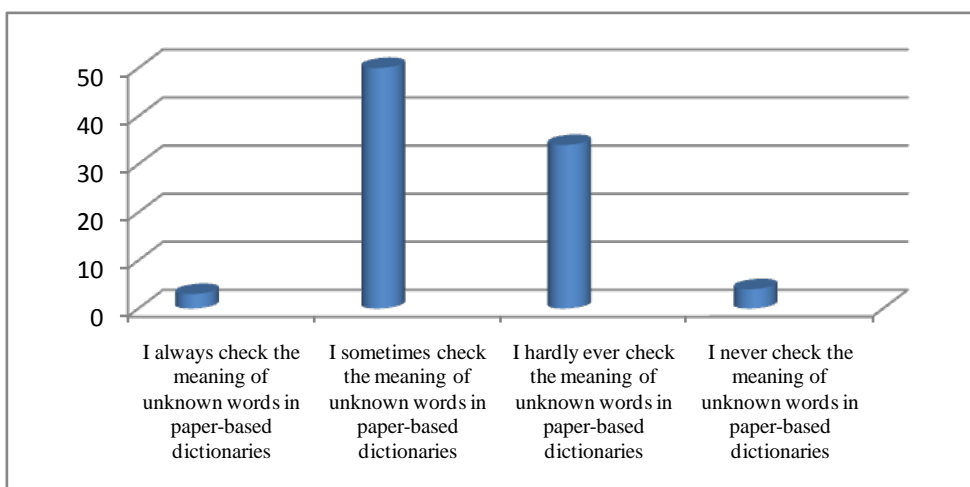 50
40
30
20
10
0
I always check the
meaning of
unknown words in
paper-based
dictionaries
I sometimes check
the meaning of
unknown words in
paper-based
dictionaries
I hardly ever check
the meaning of
unknown words in
paper-based
dictionaries
I never check the
meaning of
unknown words in
paper-based
dictionaries